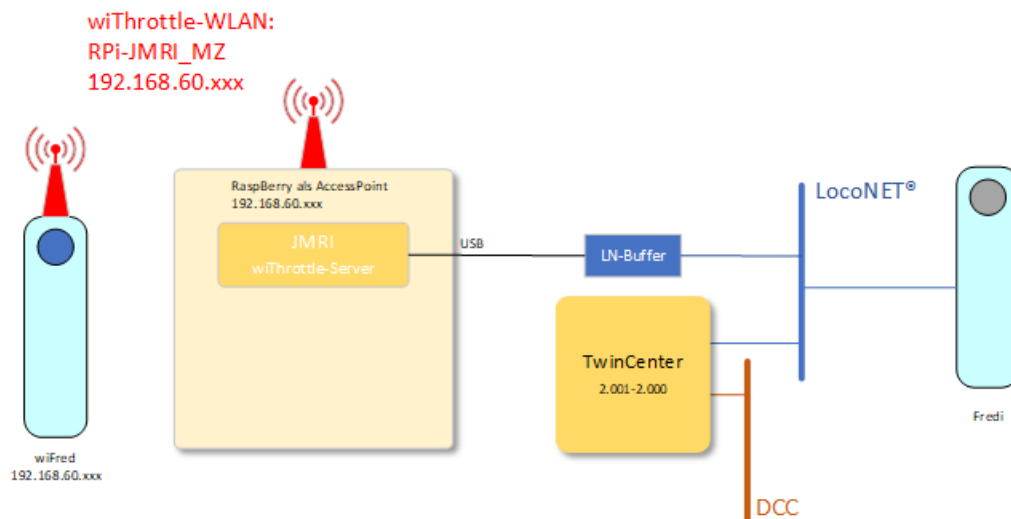 wiThrottle-WLAN:
RPi-JMRI_MZ
192.168.60.xxx
RaspBerry als AccessPoint
192.168.60.xxx
JMRI
wiThrottle-Server
USB
LN-Buffer
LocoNET®
TwinCenter
2.001-2.000
Fredi
wiFred
192.168.60.xxx
DCC